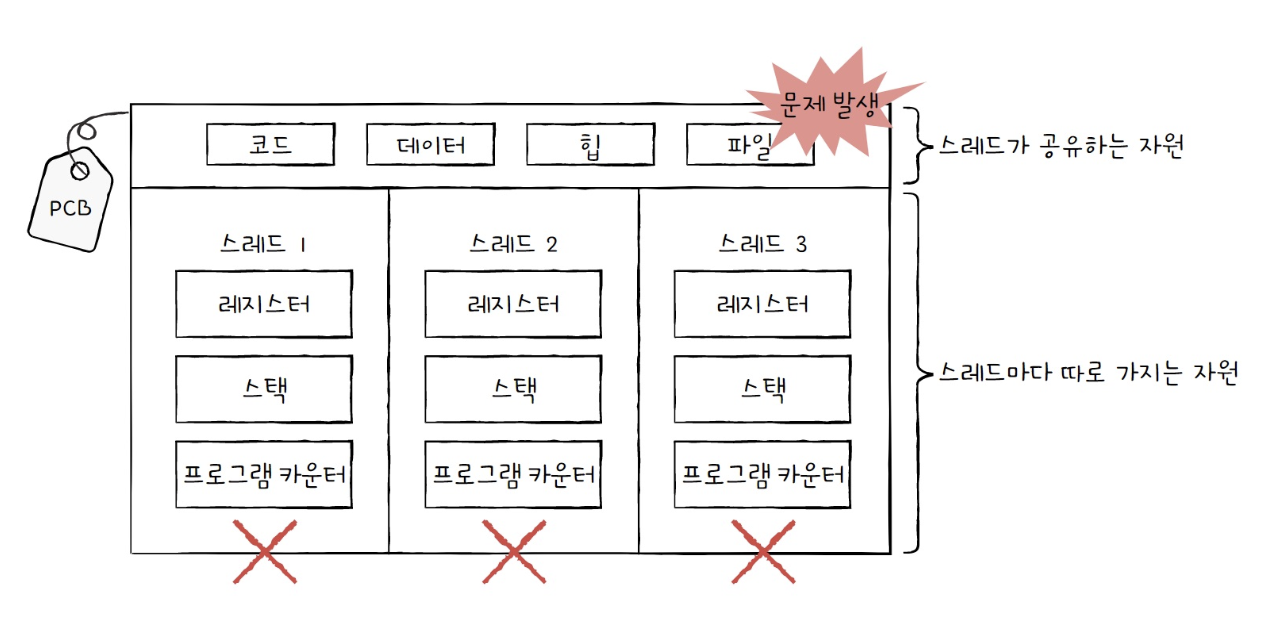 문제 발생
코드 데이터 힙 파일
스레드가 공유하는 자원
PCB
스레드 1 스레드 2 스레드 3
레지스터 레지스터 레지스터
스택 스택 스택
스레드마다 따로 가지는 자원
프로그램 카운터 프로그램 카운터 프로그램 카운터